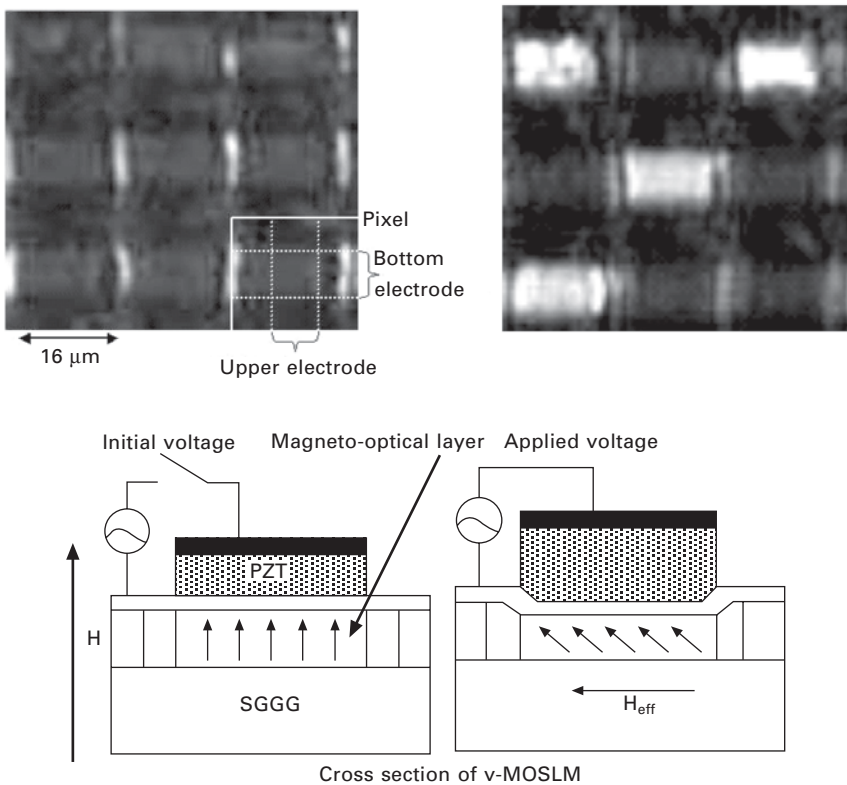 Pixel
Bottom
electrode
16 μm
Upper electrode
Initial voltage
Magneto-optical layer
Applied voltage
PZT
H
SGGG
Heff
Cross section of v-MOSLM